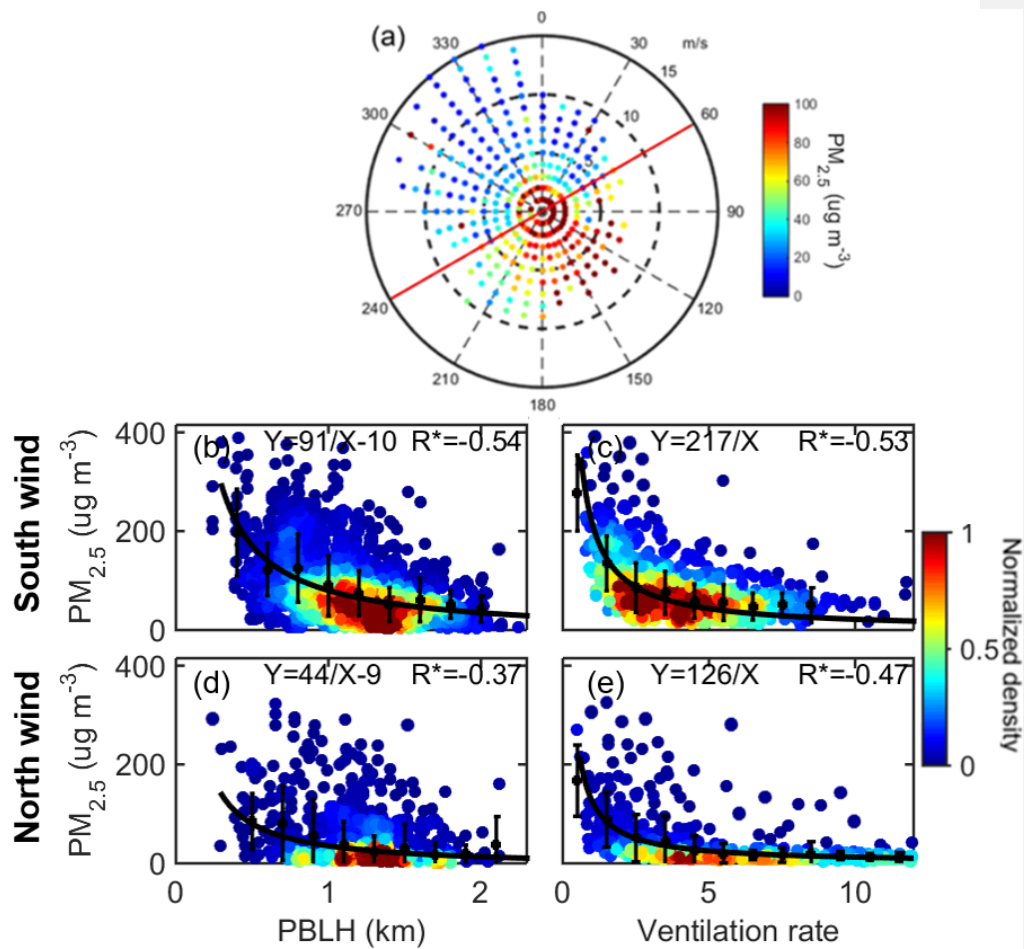 (a)
0
30
m/s
15
60
10
5
90
120
150
180
210
240
270
300
330
100
80
60
40
20
0
PM2.5 (ug m-3)
South wind
PM2.5 (ug m-3)
400
200
0
(b) Y=91/X-10 R*=-0.54
(c) Y=217/X R*=-0.53
North wind
PM2.5 (ug m-3)
400
200
0
(d) Y=44/X-9 R*=-0.37
(e) Y=126/X R*=-0.47
1
0.5
0
Normalized density
0 1 2
PBLH (km)
0 5 10
Ventilation rate